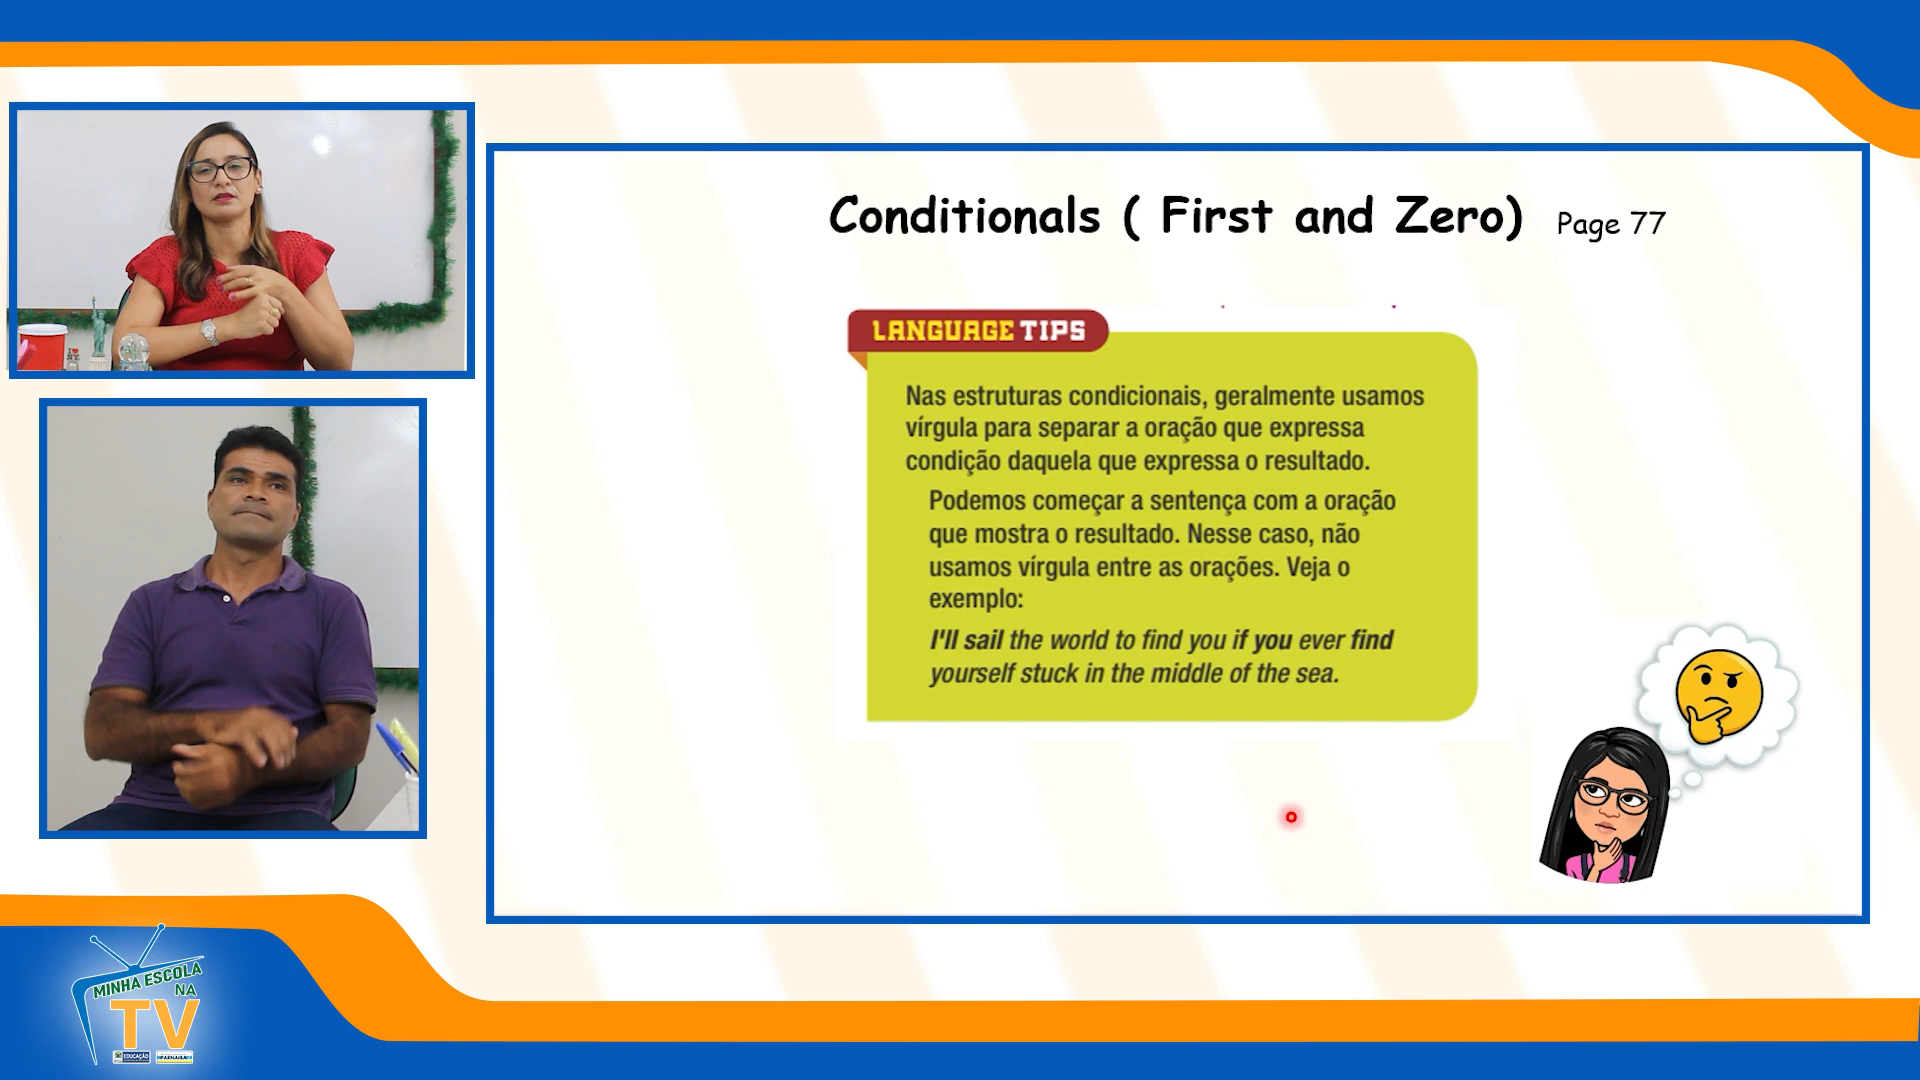 Conditionals ( First and Zero) Page 77
LANGUAGE TIPS
Nas estruturas condicionais, geralmente usamos
vírgula para separar a oração que expressa
condição daquela que expressa o resultado.
Podemos começar a sentença com a oração
que mostra o resultado. Nesse caso, não
usamos vírgula entre as orações. Veja o
exemplo:
I'll sail the world to find you if you ever find
yourself stuck in the middle of the sea.
MINHA ESCOLA
NA
TV
EDUCAÇÃO
PARNAÍBA